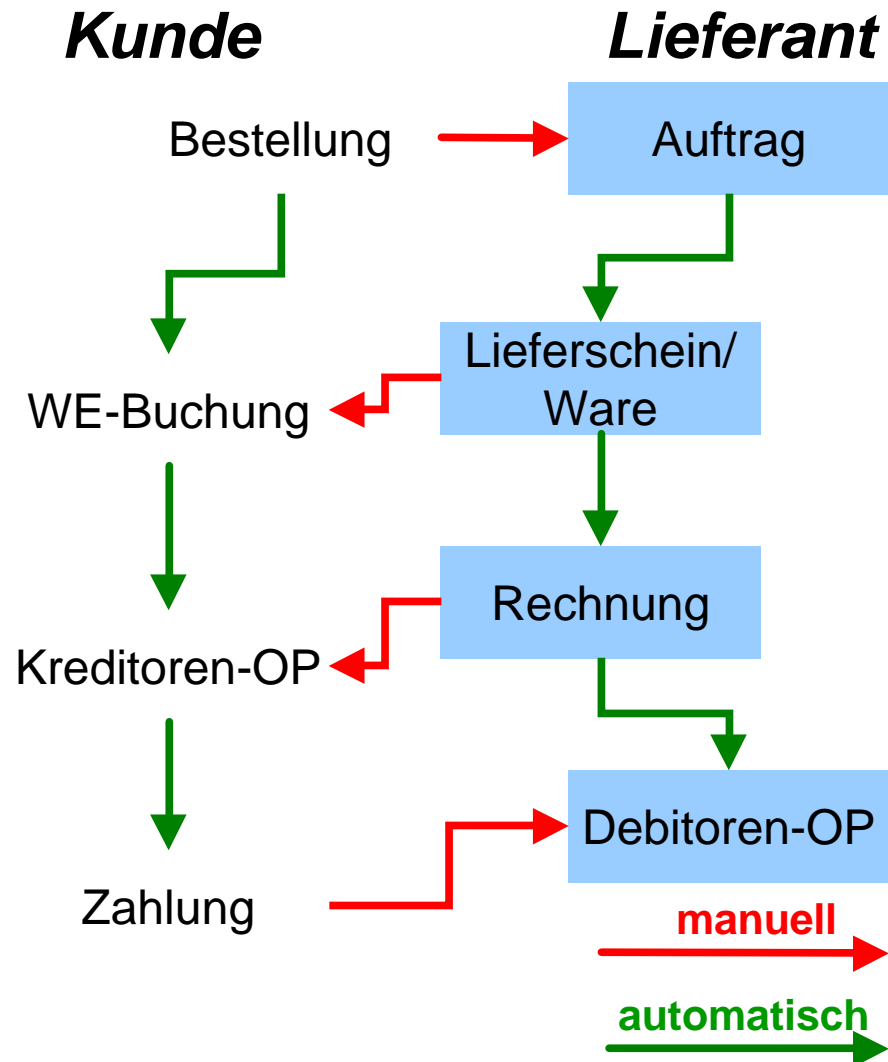 Kunde
Lieferant
Bestellung
Auftrag
Lieferschein/
Ware
WE-Buchung
Rechnung
Kreditoren-OP
Debitoren-OP
Zahlung
manuell
automatisch